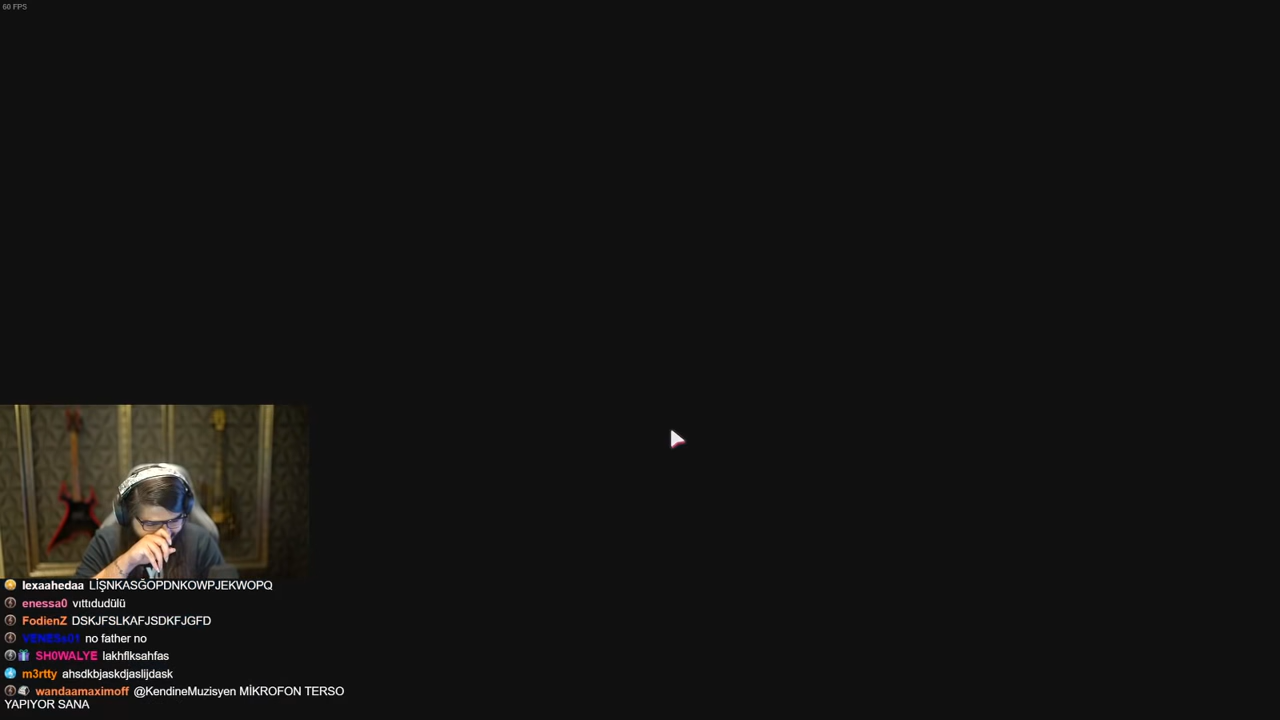 60 FPS
lexaahedaa LİŞNKASĞOPDNKOWPJEKWOPQ
enessa0 vıttıdudülü
FodienZ DSKJFSLKAFJSDKFJGFD
VENE8s01 no father no
SH0WALYE lakhflksahfas
m3rtty ahsdkbjaskdjaslijdask
wandaamaximoff @KendineMuzisyen MİKROFON TERSO
YAPIYOR SANA